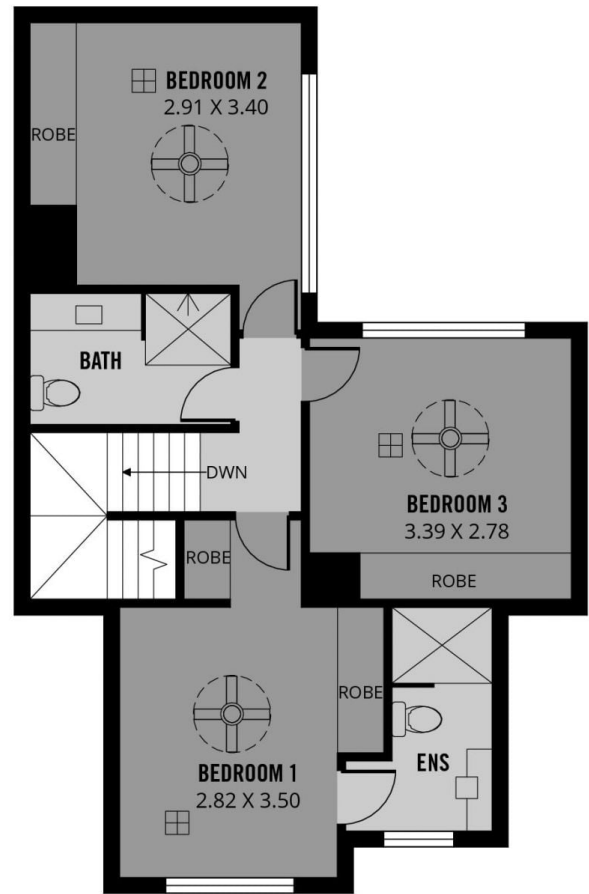 BEDROOM 2
2.91 X 3.40
ROBE
BATH
DWN
BEDROOM 3
3.39 X 2.78
ROBE
ROBE
ROBE
BEDROOM 1
2.82 X 3.50
ENS